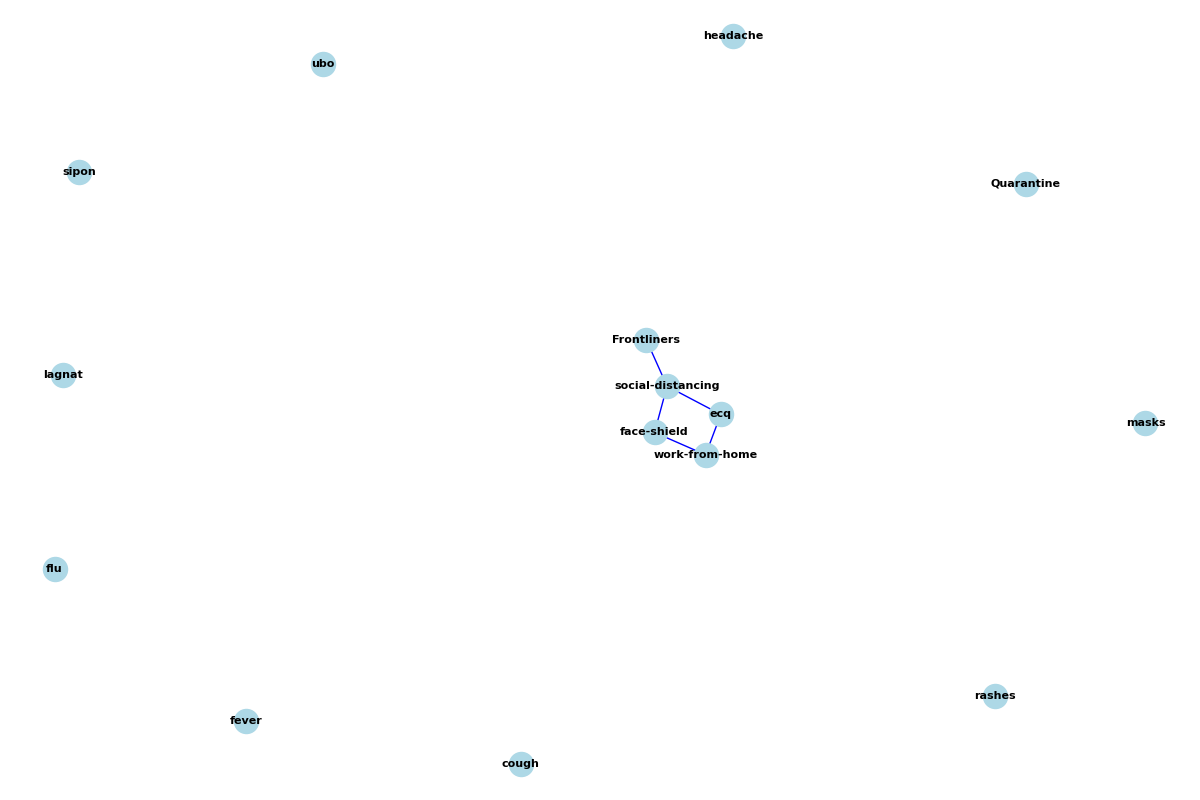 headache
ubo
sipon
Quarantine
Frontliners
lagnat
social-distancing
ecq
masks
face-shield
work-from-home
flu
rashes
fever
cough